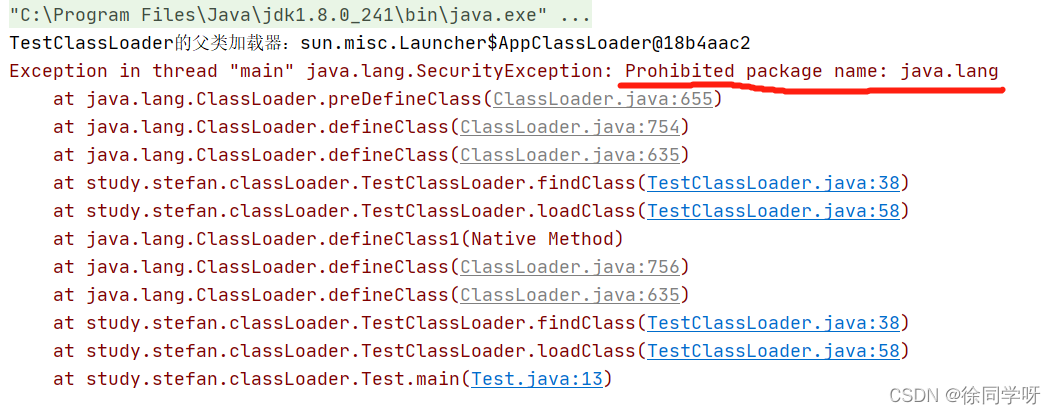 "C:\Program Files\Java\jdk1.8.0_241\bin\java.exe" ...
TestClassLoader的父类加载器：sun.misc.Launcher$AppClassLoader@18b4aac2
Exception in thread "main" java.lang.SecurityException: Prohibited package name: java.lang
at java.lang.ClassLoader.preDefineClass(ClassLoader.java:655)
at java.lang.ClassLoader.defineClass(ClassLoader.java:754)
at java.lang.ClassLoader.defineClass(ClassLoader.java:635)
at study.stefan.classLoader.TestClassLoader.findClass(TestClassLoader.java:38)
at study.stefan.classLoader.TestClassLoader.loadClass(TestClassLoader.java:58)
at java.lang.ClassLoader.defineClass1(Native Method)
at java.lang.ClassLoader.defineClass(ClassLoader.java:756)
at java.lang.ClassLoader.defineClass(ClassLoader.java:635)
at study.stefan.classLoader.TestClassLoader.findClass(TestClassLoader.java:38)
at study.stefan.classLoader.TestClassLoader.loadClass(TestClassLoader.java:58)
at study.stefan.classLoader.Test.main(Test.java:13)
CSDN @徐同学呀